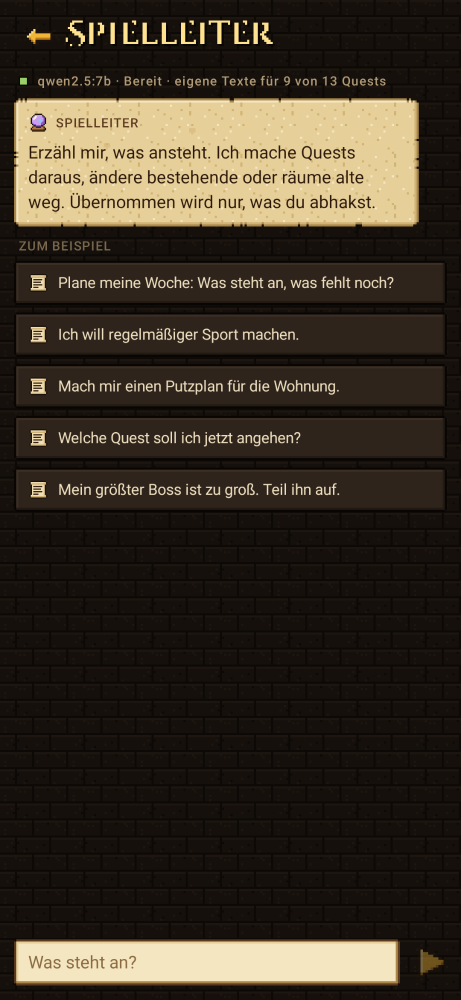 SPIELLEITER
qwen2.5:7b · Bereit · eigene Texte für 9 von 13 Quests
SPIELLEITER
Erzähl mir, was ansteht. Ich mache Quests
daraus, ändere bestehende oder räume alte
weg. Übernommen wird nur, was du abhakst.
ZUM BEISPIEL
Plane meine Woche: Was steht an, was fehlt noch?
Ich will regelmäßiger Sport machen.
Mach mir einen Putzplan für die Wohnung.
Welche Quest soll ich jetzt angehen?
Mein größter Boss ist zu groß. Teil ihn auf.
Was steht an?